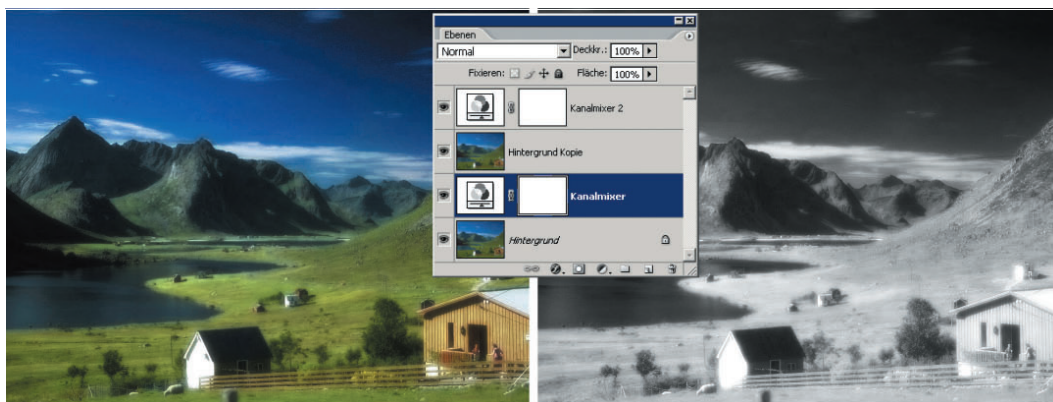 Ebenen
Normal Deckkr.: 100%
Fixieren: Fläche: 100%
Kanalmixer 2
Hintergrund Kopie
Kanalmixer
Hintergrund